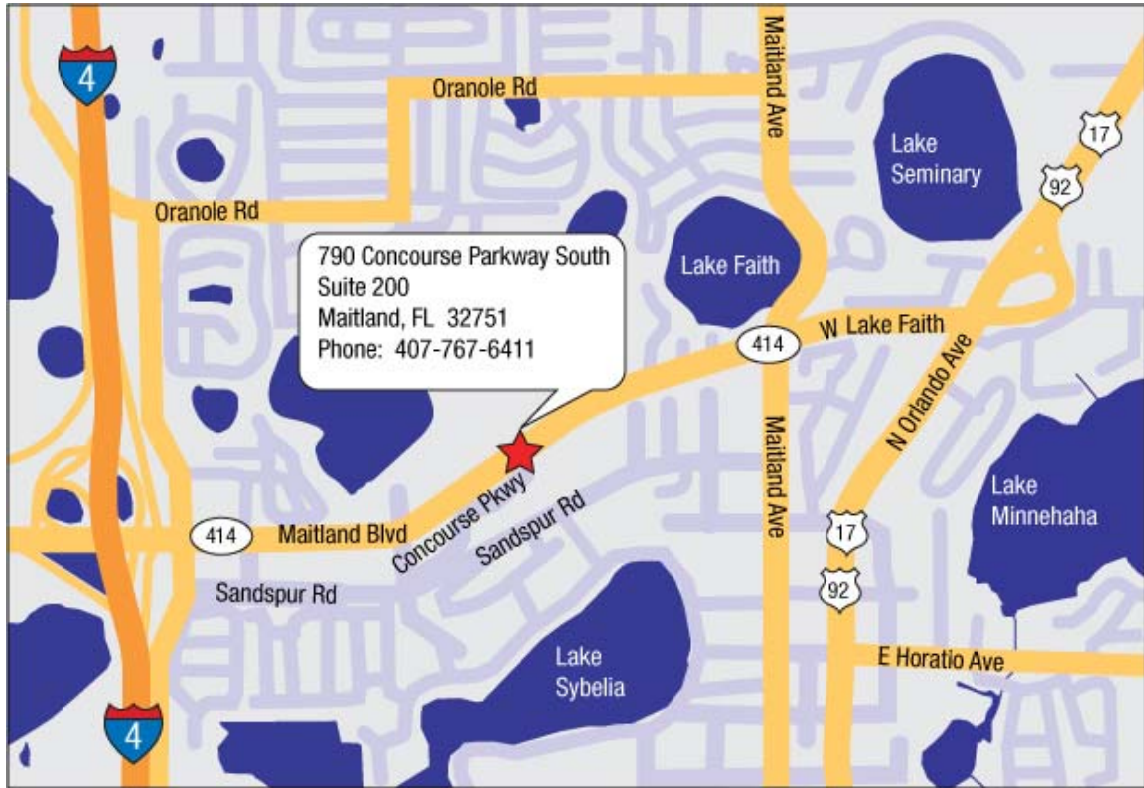 4
Oranole Rd
Maitland Ave
17
92
Lake
Seminary
Oranole Rd
790 Concourse Parkway South
Suite 200
Maitland, FL 32751
Phone: 407-767-6411
Lake Faith
414
W Lake Faith
N Orlando Ave
Maitland Ave
Lake
Minnehaha
414
Maitland Blvd
Concourse Pkwy
Sandspur Rd
17
92
Sandspur Rd
Lake
Sybelia
E Horatio Ave
4